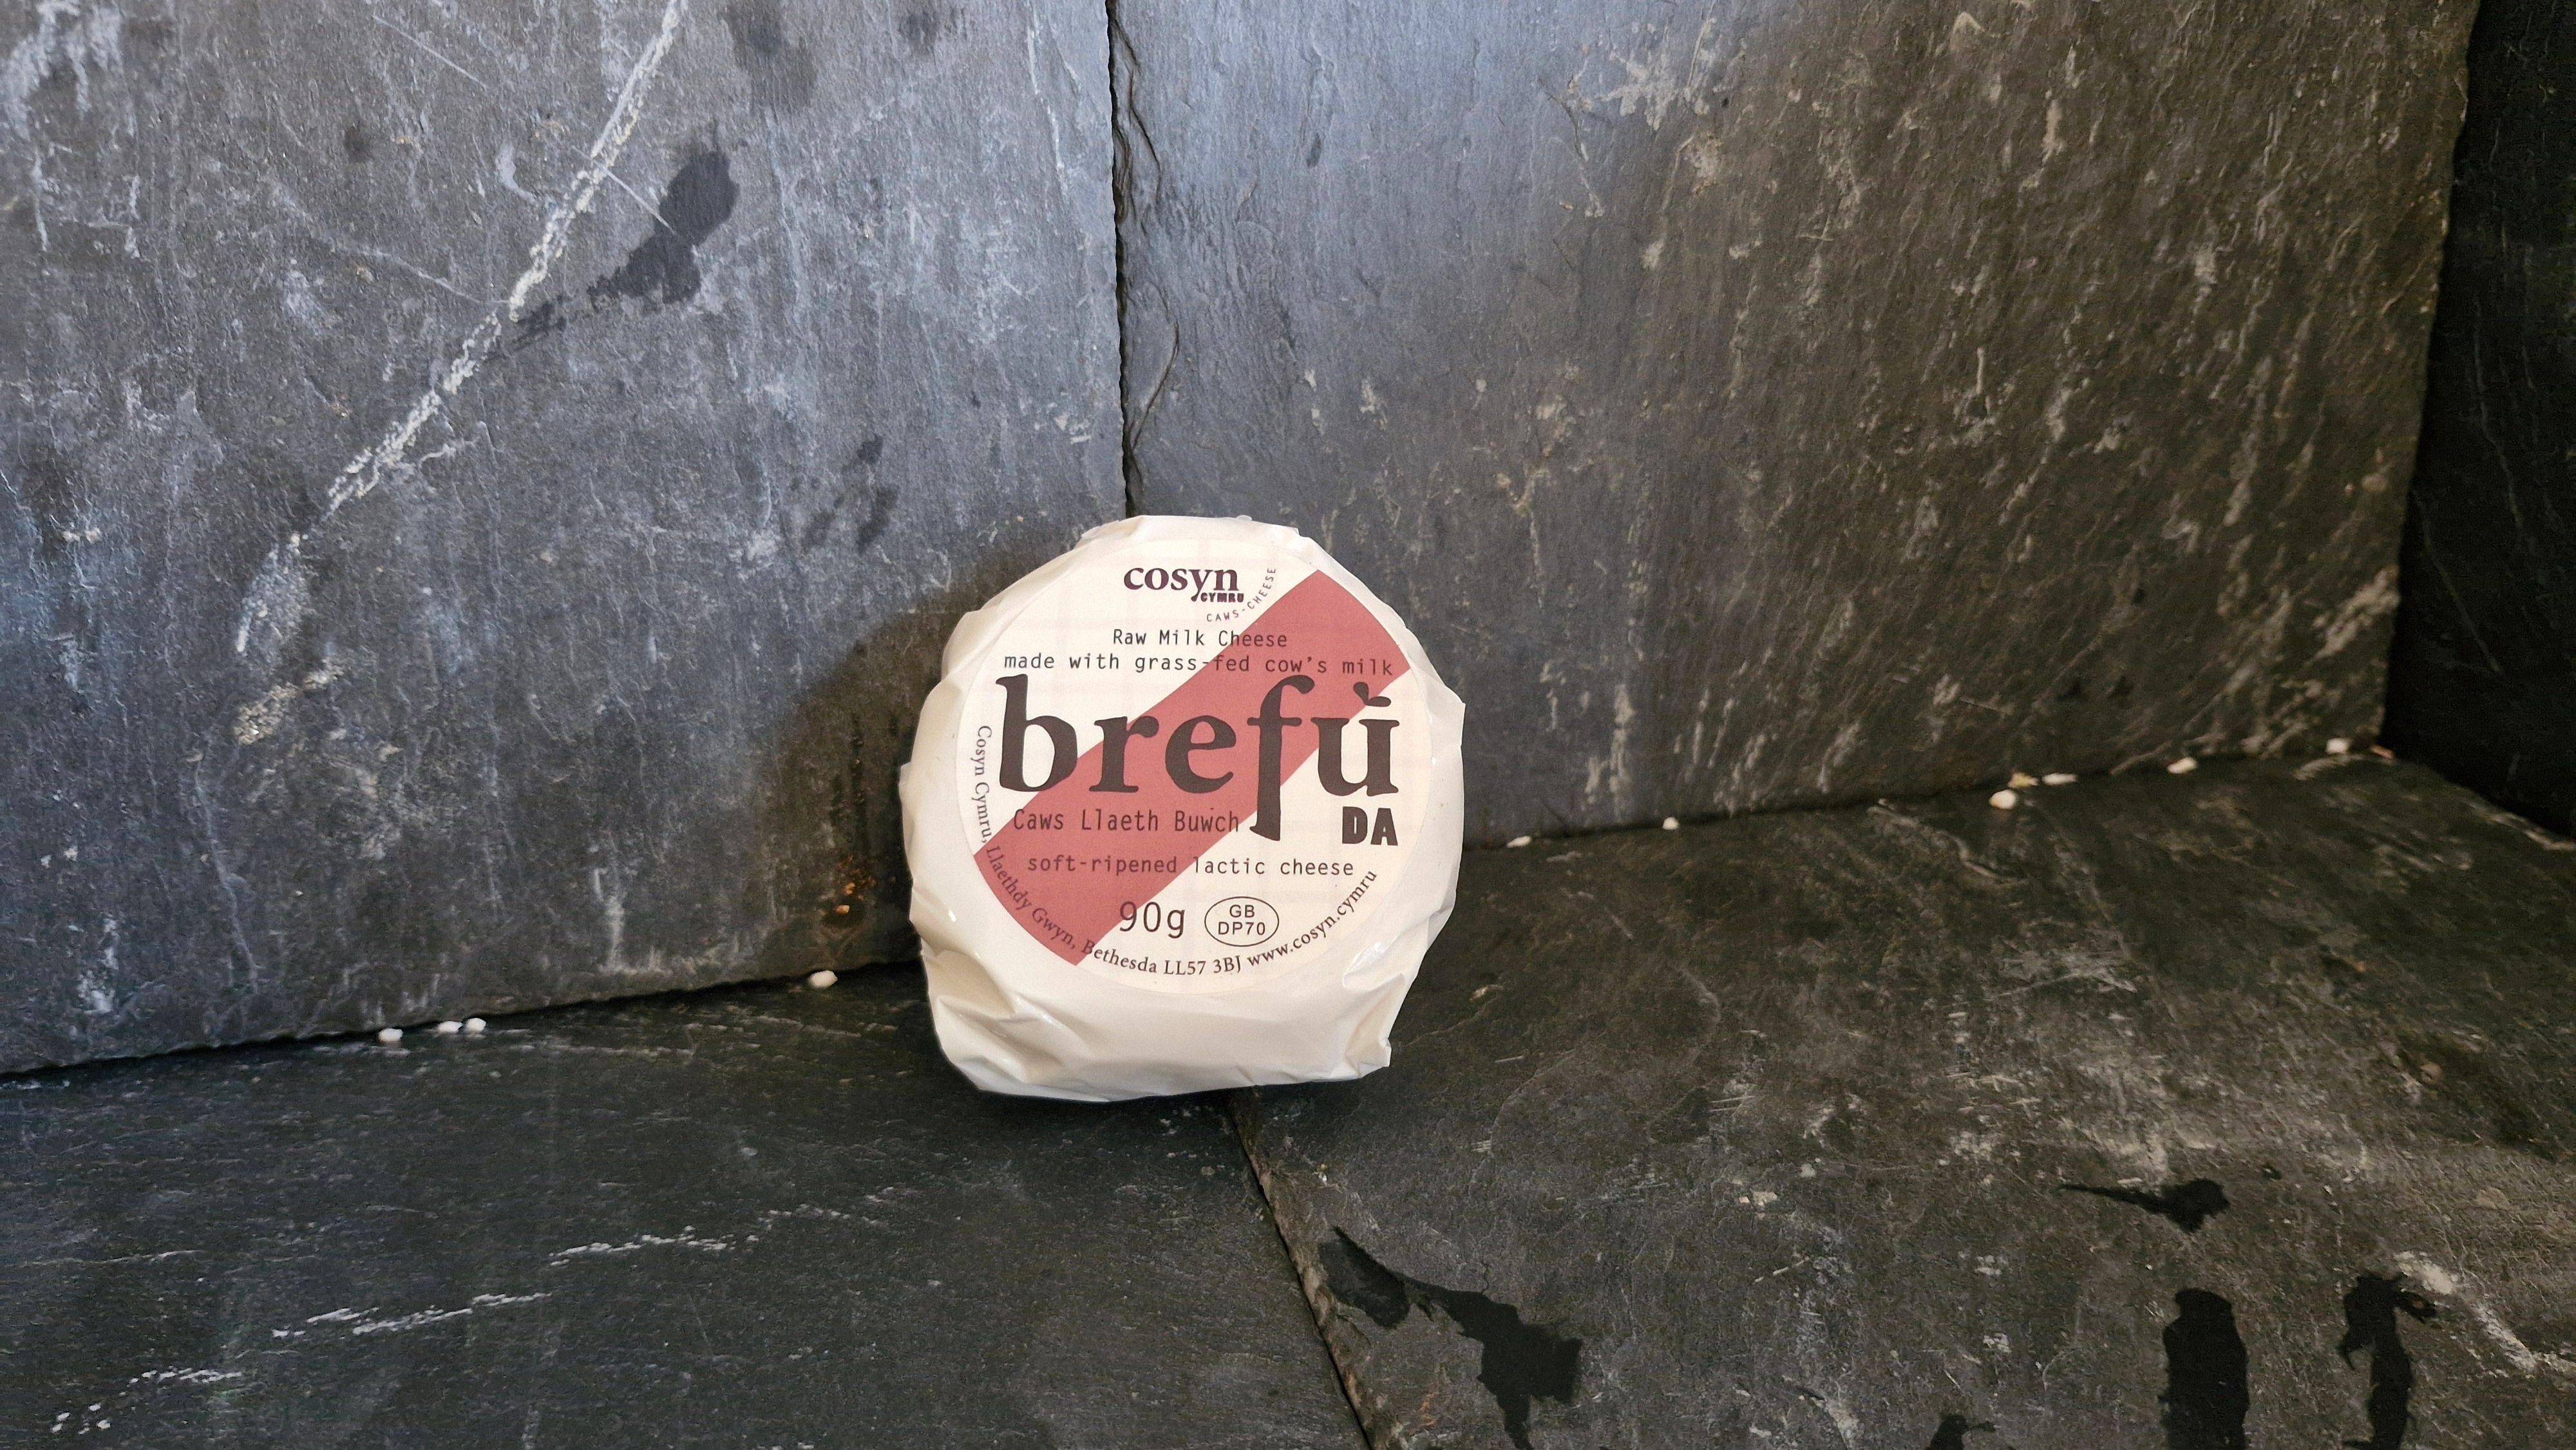 cosyn
CYMRU
CAWS-CHEESE
Raw Milk Cheese
made with grass-fed cow's milk
brefu̇
DA
Caws Llaeth Buwch
soft-ripened lactic cheese
90g
GB
DP70
Cosyn Cymru, Llaethdy Gwyn, Bethesda LL57 3BJ www.cosyn.cymru